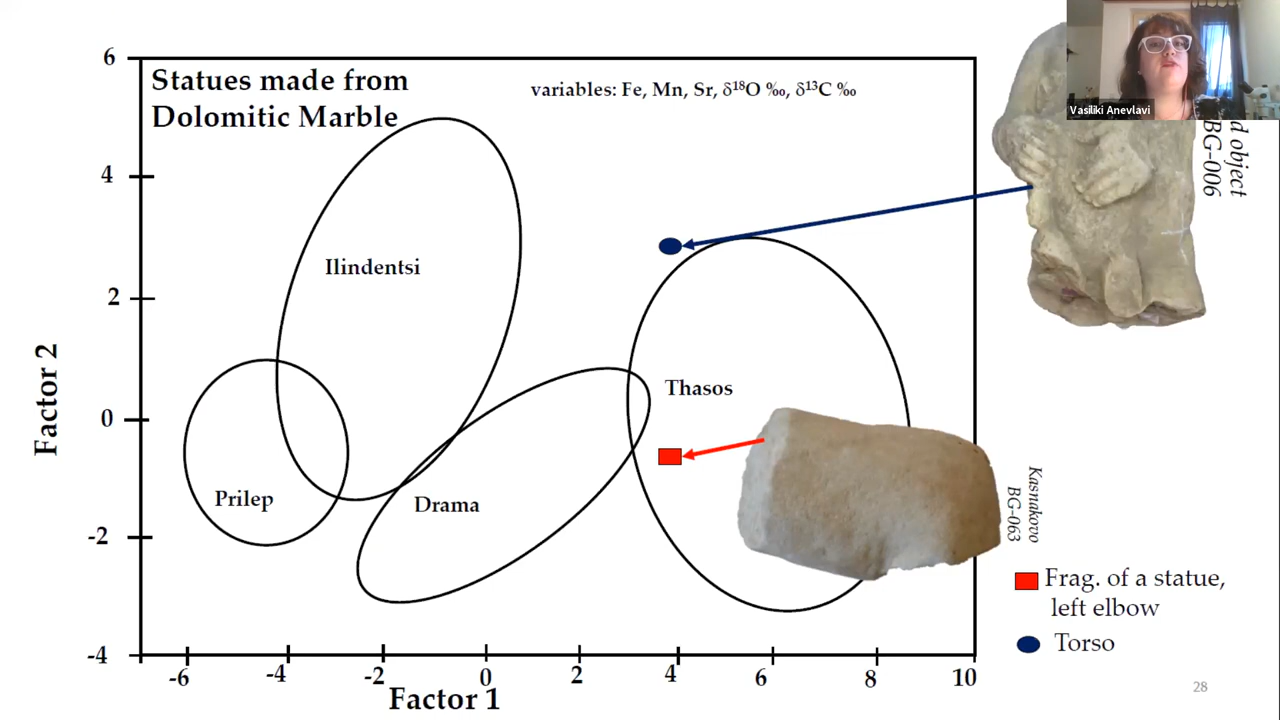 Statues made from
Dolomitic Marble
variables: Fe, Mn, Sr, δ¹⁸O ‰, δ¹³C ‰
Vasiliki Anevlavi
d object
BG-006
6
4
2
0
-2
-4
Factor 2
Ilindentsi
Prilep
Drama
Thasos
Kasnakovo
BG-063
Frag. of a statue,
left elbow
Torso
-6 -4 -2 0 2 4 6 8 10
Factor 1
28